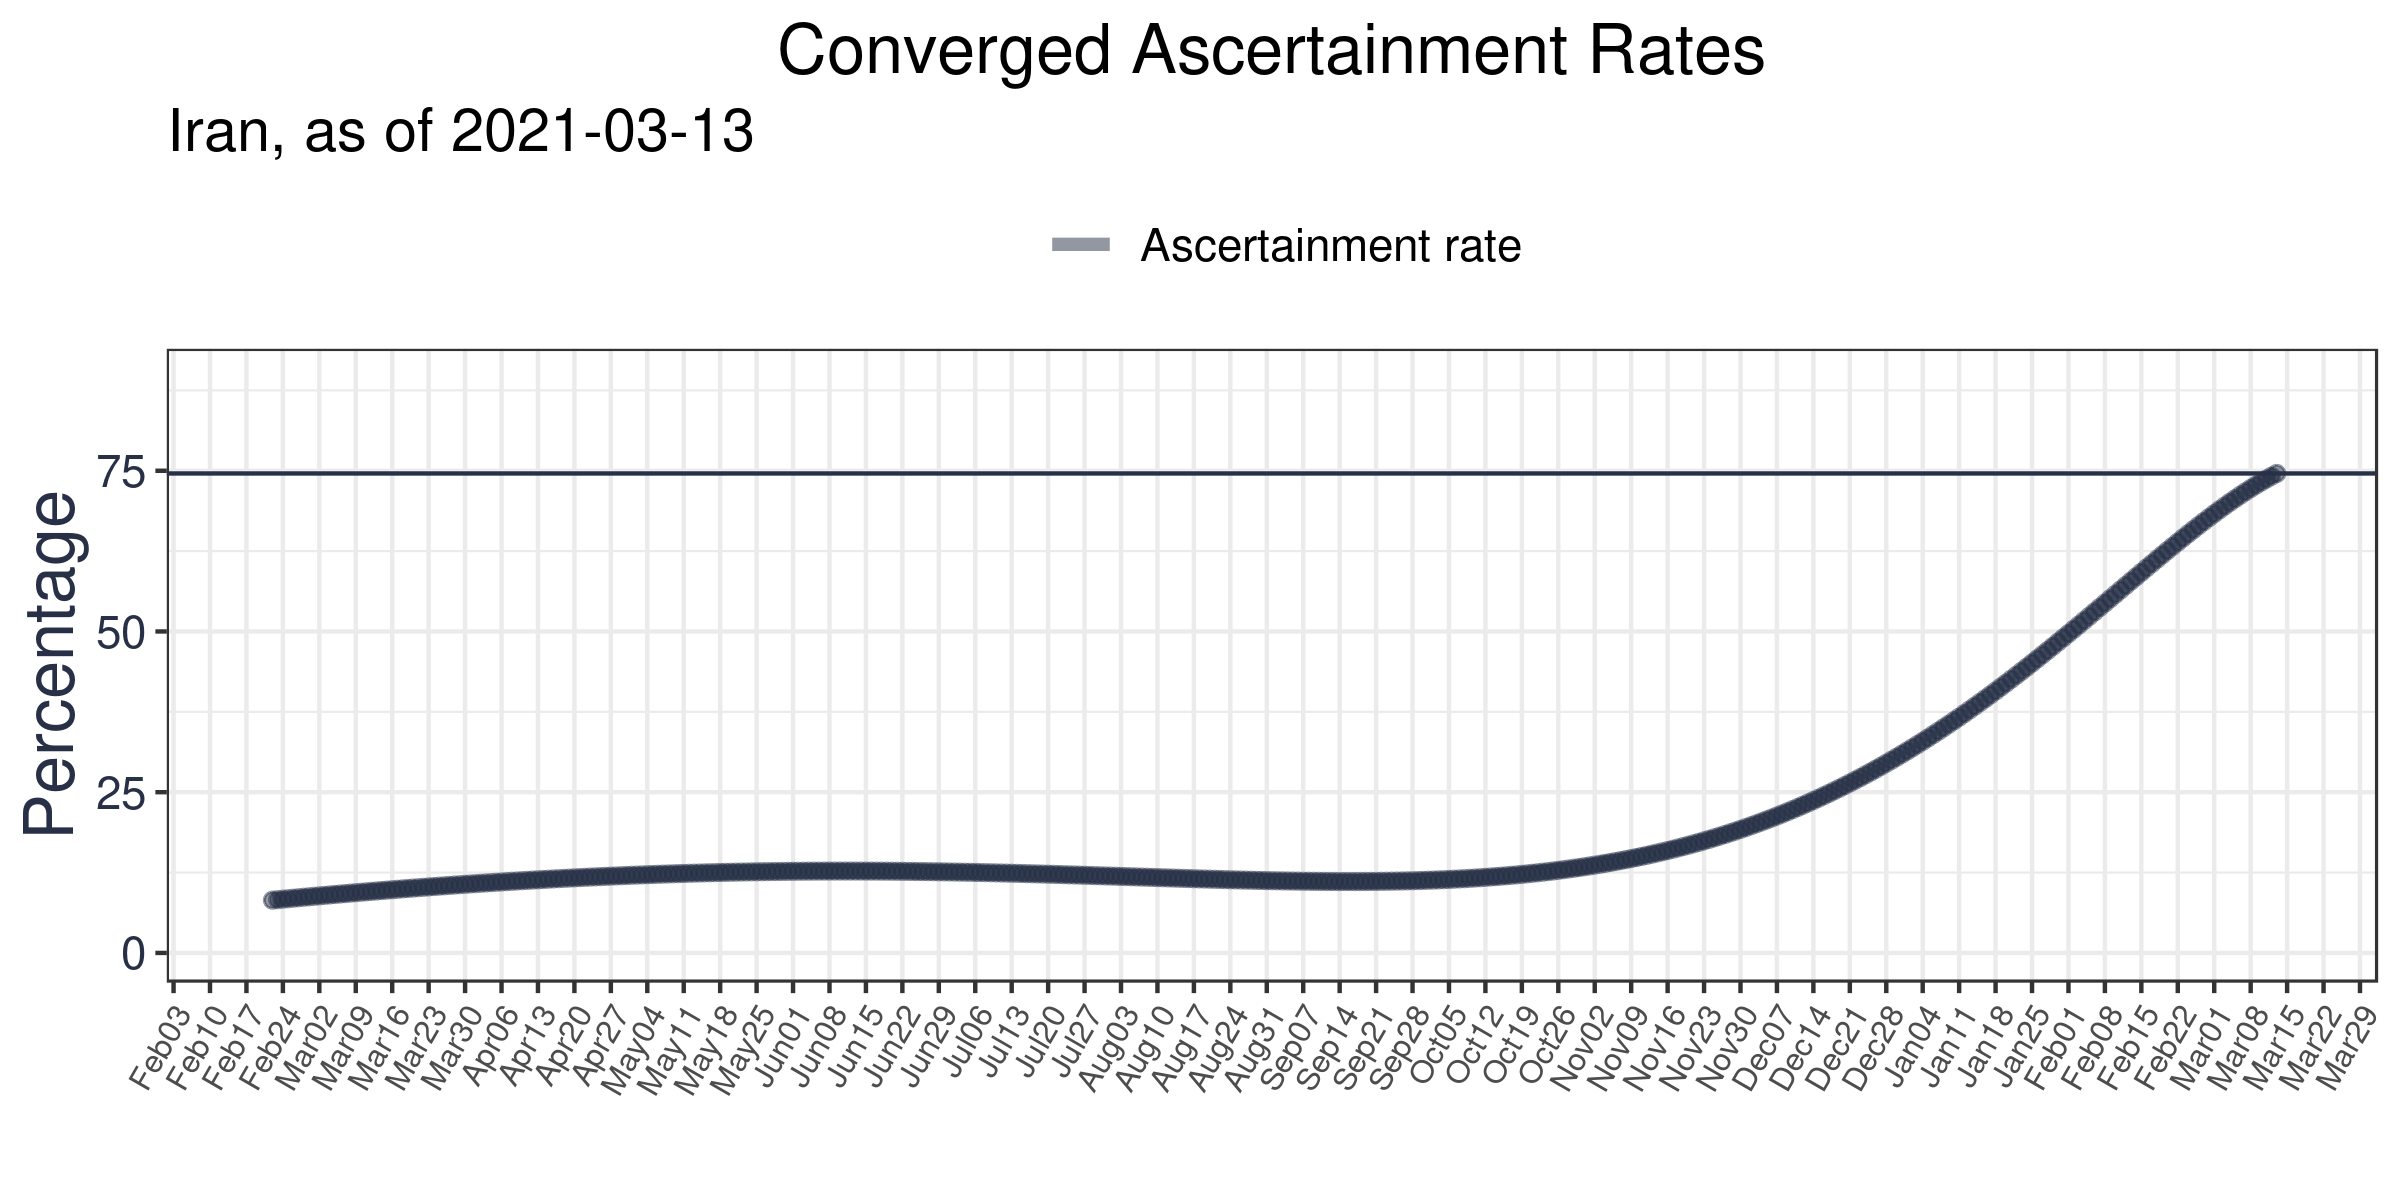 Converged Ascertainment Rates
Iran, as of 2021-03-13
Ascertainment rate
Percentage
75
50
25
0
Feb03 Feb10 Feb17 Feb24 Mar02 Mar09 Mar16 Mar23 Mar30 Apr06 Apr13 Apr20 Apr27 May04 May11 May18 May25 Jun01 Jun08 Jun15 Jun22 Jun29 Jul06 Jul13 Jul20 Jul27 Aug03 Aug10 Aug17 Aug24 Aug31 Sep07 Sep14 Sep21 Sep28 Oct05 Oct12 Oct19 Oct26 Nov02 Nov09 Nov16 Nov23 Nov30 Dec07 Dec14 Dec21 Dec28 Jan04 Jan11 Jan18 Jan25 Feb01 Feb08 Feb15 Feb22 Mar01 Mar08 Mar15 Mar22 Mar29